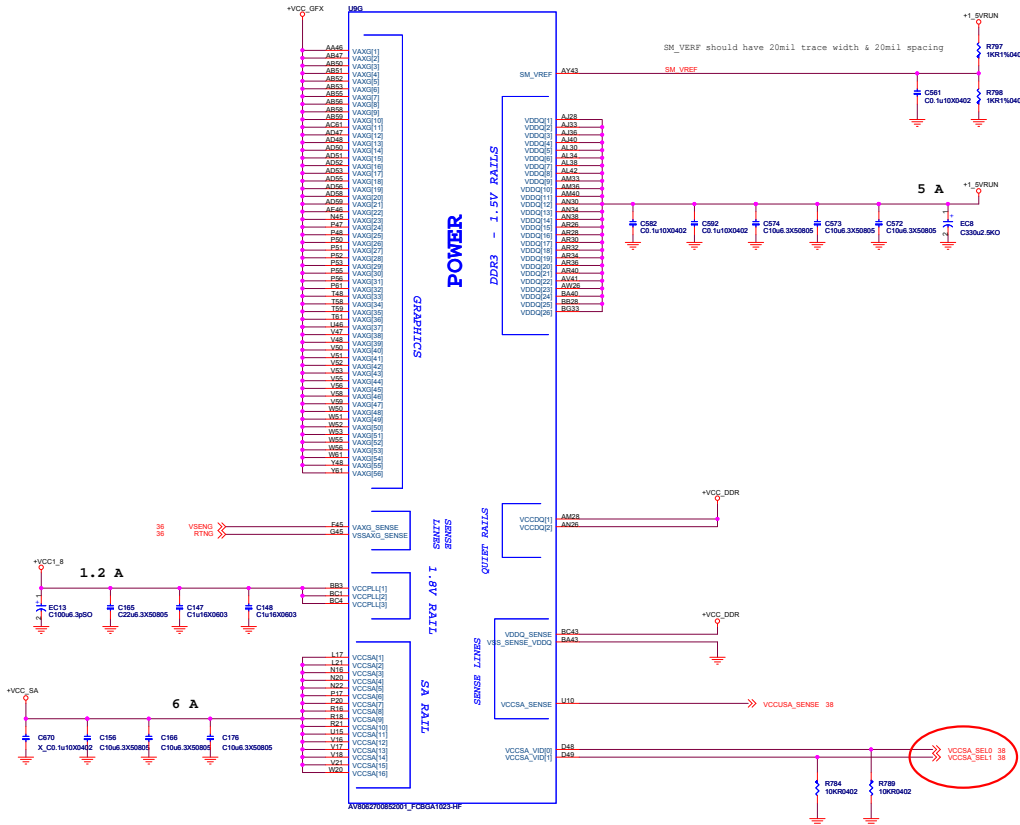 +VCC_GFX
U9G
+1_5VRUN
SM_VERF should have 20mil trace width & 20mil spacing
R797
1KR1%040
SM_VREF
AY43
SM_VREF
C561
C0.1u10X0402
R798
1KR1%040
AA46 VAXG[1]
AB47 VAXG[2]
AB50 VAXG[3]
AB51 VAXG[4]
AB52 VAXG[5]
AB53 VAXG[6]
AB55 VAXG[7]
AB56 VAXG[8]
AB58 VAXG[9]
AB59 VAXG[10]
AC61 VAXG[11]
AD47 VAXG[12]
AD48 VAXG[13]
AD50 VAXG[14]
AD51 VAXG[15]
AD52 VAXG[16]
AD53 VAXG[17]
AD55 VAXG[18]
AD56 VAXG[19]
AD58 VAXG[20]
AD59 VAXG[21]
AE46 VAXG[22]
N45 VAXG[23]
P47 VAXG[24]
P48 VAXG[25]
P50 VAXG[26]
P51 VAXG[27]
P52 VAXG[28]
P53 VAXG[29]
P55 VAXG[30]
P56 VAXG[31]
P61 VAXG[32]
T48 VAXG[33]
T58 VAXG[34]
T59 VAXG[35]
T61 VAXG[36]
U46 VAXG[37]
V47 VAXG[38]
V48 VAXG[39]
V50 VAXG[40]
V51 VAXG[41]
V52 VAXG[42]
V53 VAXG[43]
V55 VAXG[44]
V56 VAXG[45]
V58 VAXG[46]
V59 VAXG[47]
W50 VAXG[48]
W51 VAXG[49]
W52 VAXG[50]
W53 VAXG[51]
W55 VAXG[52]
W56 VAXG[53]
W61 VAXG[54]
Y48 VAXG[55]
Y61 VAXG[56]
GRAPHICS
POWER
DDR3 - 1.5V RAILS
VDDQ[1] AJ28
VDDQ[2] AJ33
VDDQ[3] AJ36
VDDQ[4] AJ40
VDDQ[5] AL30
VDDQ[6] AL34
VDDQ[7] AL38
VDDQ[8] AL42
VDDQ[9] AM33
VDDQ[10] AM36
VDDQ[11] AM40
VDDQ[12] AN30
VDDQ[13] AN34
VDDQ[14] AN38
VDDQ[15] AR26
VDDQ[16] AR28
VDDQ[17] AR30
VDDQ[18] AR32
VDDQ[19] AR34
VDDQ[20] AR36
VDDQ[21] AR40
VDDQ[22] AV41
VDDQ[23] AW26
VDDQ[24] BA40
VDDQ[25] BB28
VDDQ[26] BG33
5 A
+1_5VRUN
C582
C0.1u10X0402
C592
C0.1u10X0402
C574
C10u6.3X50805
C573
C10u6.3X50805
C572
C10u6.3X50805
1
+
2
EC8
C330u2.5KO
+VCC_DDR
VCCDQ[1] AM28
VCCDQ[2] AN26
QUIET RAILS
36 VSENG
36 RTNG
F45 VAXG_SENSE
G45 VSSAXG_SENSE
SENSE
LINES
+VCC1_8
1.2 A
1
+
2
EC13
C100u6.3pSO
C165
C22u6.3X50805
C147
C1u16X0603
C148
C1u16X0603
BB3 VCCPLL[1]
BC1 VCCPLL[2]
BC4 VCCPLL[3]
1.8V RAIL
+VCC_DDR
VDDQ_SENSE BC43
VSS_SENSE_VDDQ BA43
SENSE LINES
VCCSA_SENSE U10
VCCUSA_SENSE 38
+VCC_SA
6 A
C670
X_C0.1u10X0402
C156
C10u6.3X50805
C166
C10u6.3X50805
C176
C10u6.3X50805
L17 VCCSA[1]
L21 VCCSA[2]
N16 VCCSA[3]
N20 VCCSA[4]
N22 VCCSA[5]
P17 VCCSA[6]
P20 VCCSA[7]
R16 VCCSA[8]
R18 VCCSA[9]
R21 VCCSA[10]
U15 VCCSA[11]
V16 VCCSA[12]
V17 VCCSA[13]
V18 VCCSA[14]
V21 VCCSA[15]
W20 VCCSA[16]
SA RAIL
VCCSA_VID[0] D48
VCCSA_VID[1] D49
VCCSA_SEL0 38
VCCSA_SEL1 38
R784
10KR0402
R789
10KR0402
AV8062700852001_FCBGA1023-HF